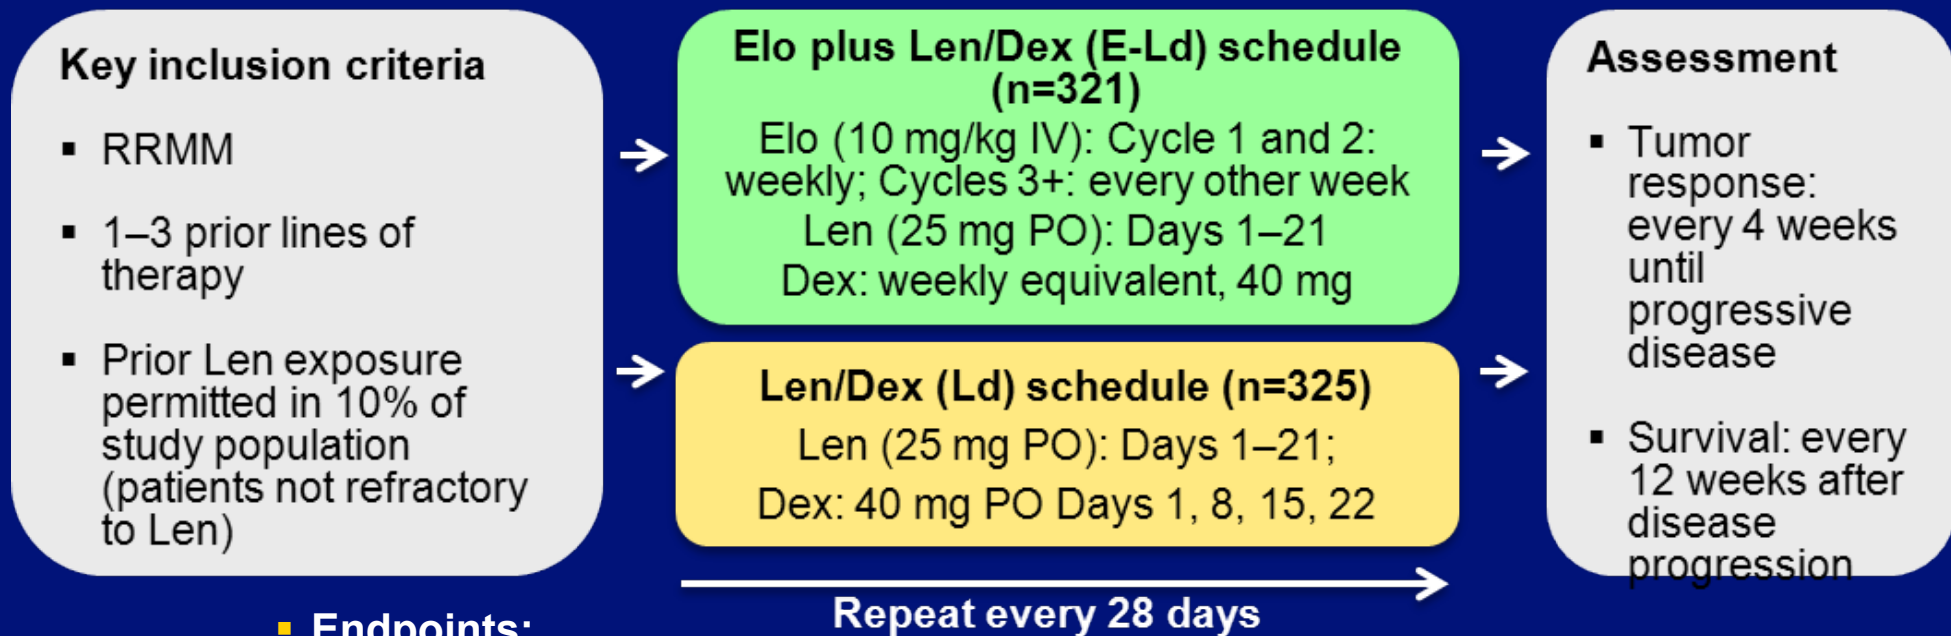 Key inclusion criteria
▪ RRMM
▪ 1–3 prior lines of
therapy
▪ Prior Len exposure
permitted in 10% of
study population
(patients not refractory
to Len)
Elo plus Len/Dex (E-Ld) schedule
(n=321)
Elo (10 mg/kg IV): Cycle 1 and 2:
weekly; Cycles 3+: every other week
Len (25 mg PO): Days 1–21
Dex: weekly equivalent, 40 mg
Len/Dex (Ld) schedule (n=325)
Len (25 mg PO): Days 1–21;
Dex: 40 mg PO Days 1, 8, 15, 22
Repeat every 28 days
Assessment
▪ Tumor
response:
every 4 weeks
until
progressive
disease
▪ Survival: every
12 weeks after
disease
progression
▪ Endpoints: